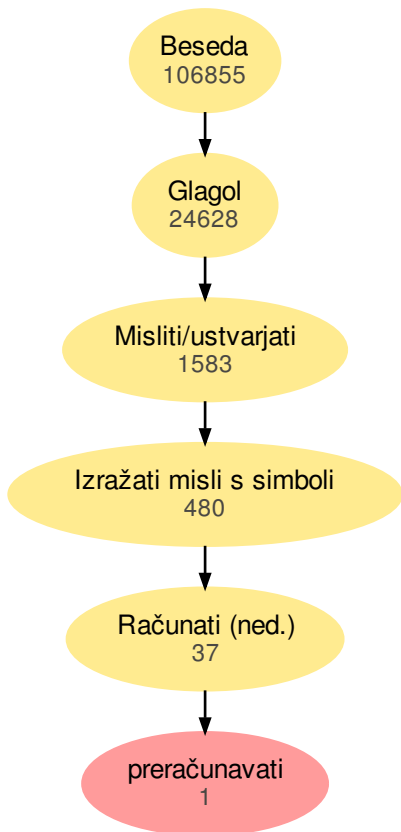 Beseda
106855
Glagol
24628
Misliti/ustvarjati
1583
Izražati misli s simboli
480
Računati (ned.)
37
preračunavati
1